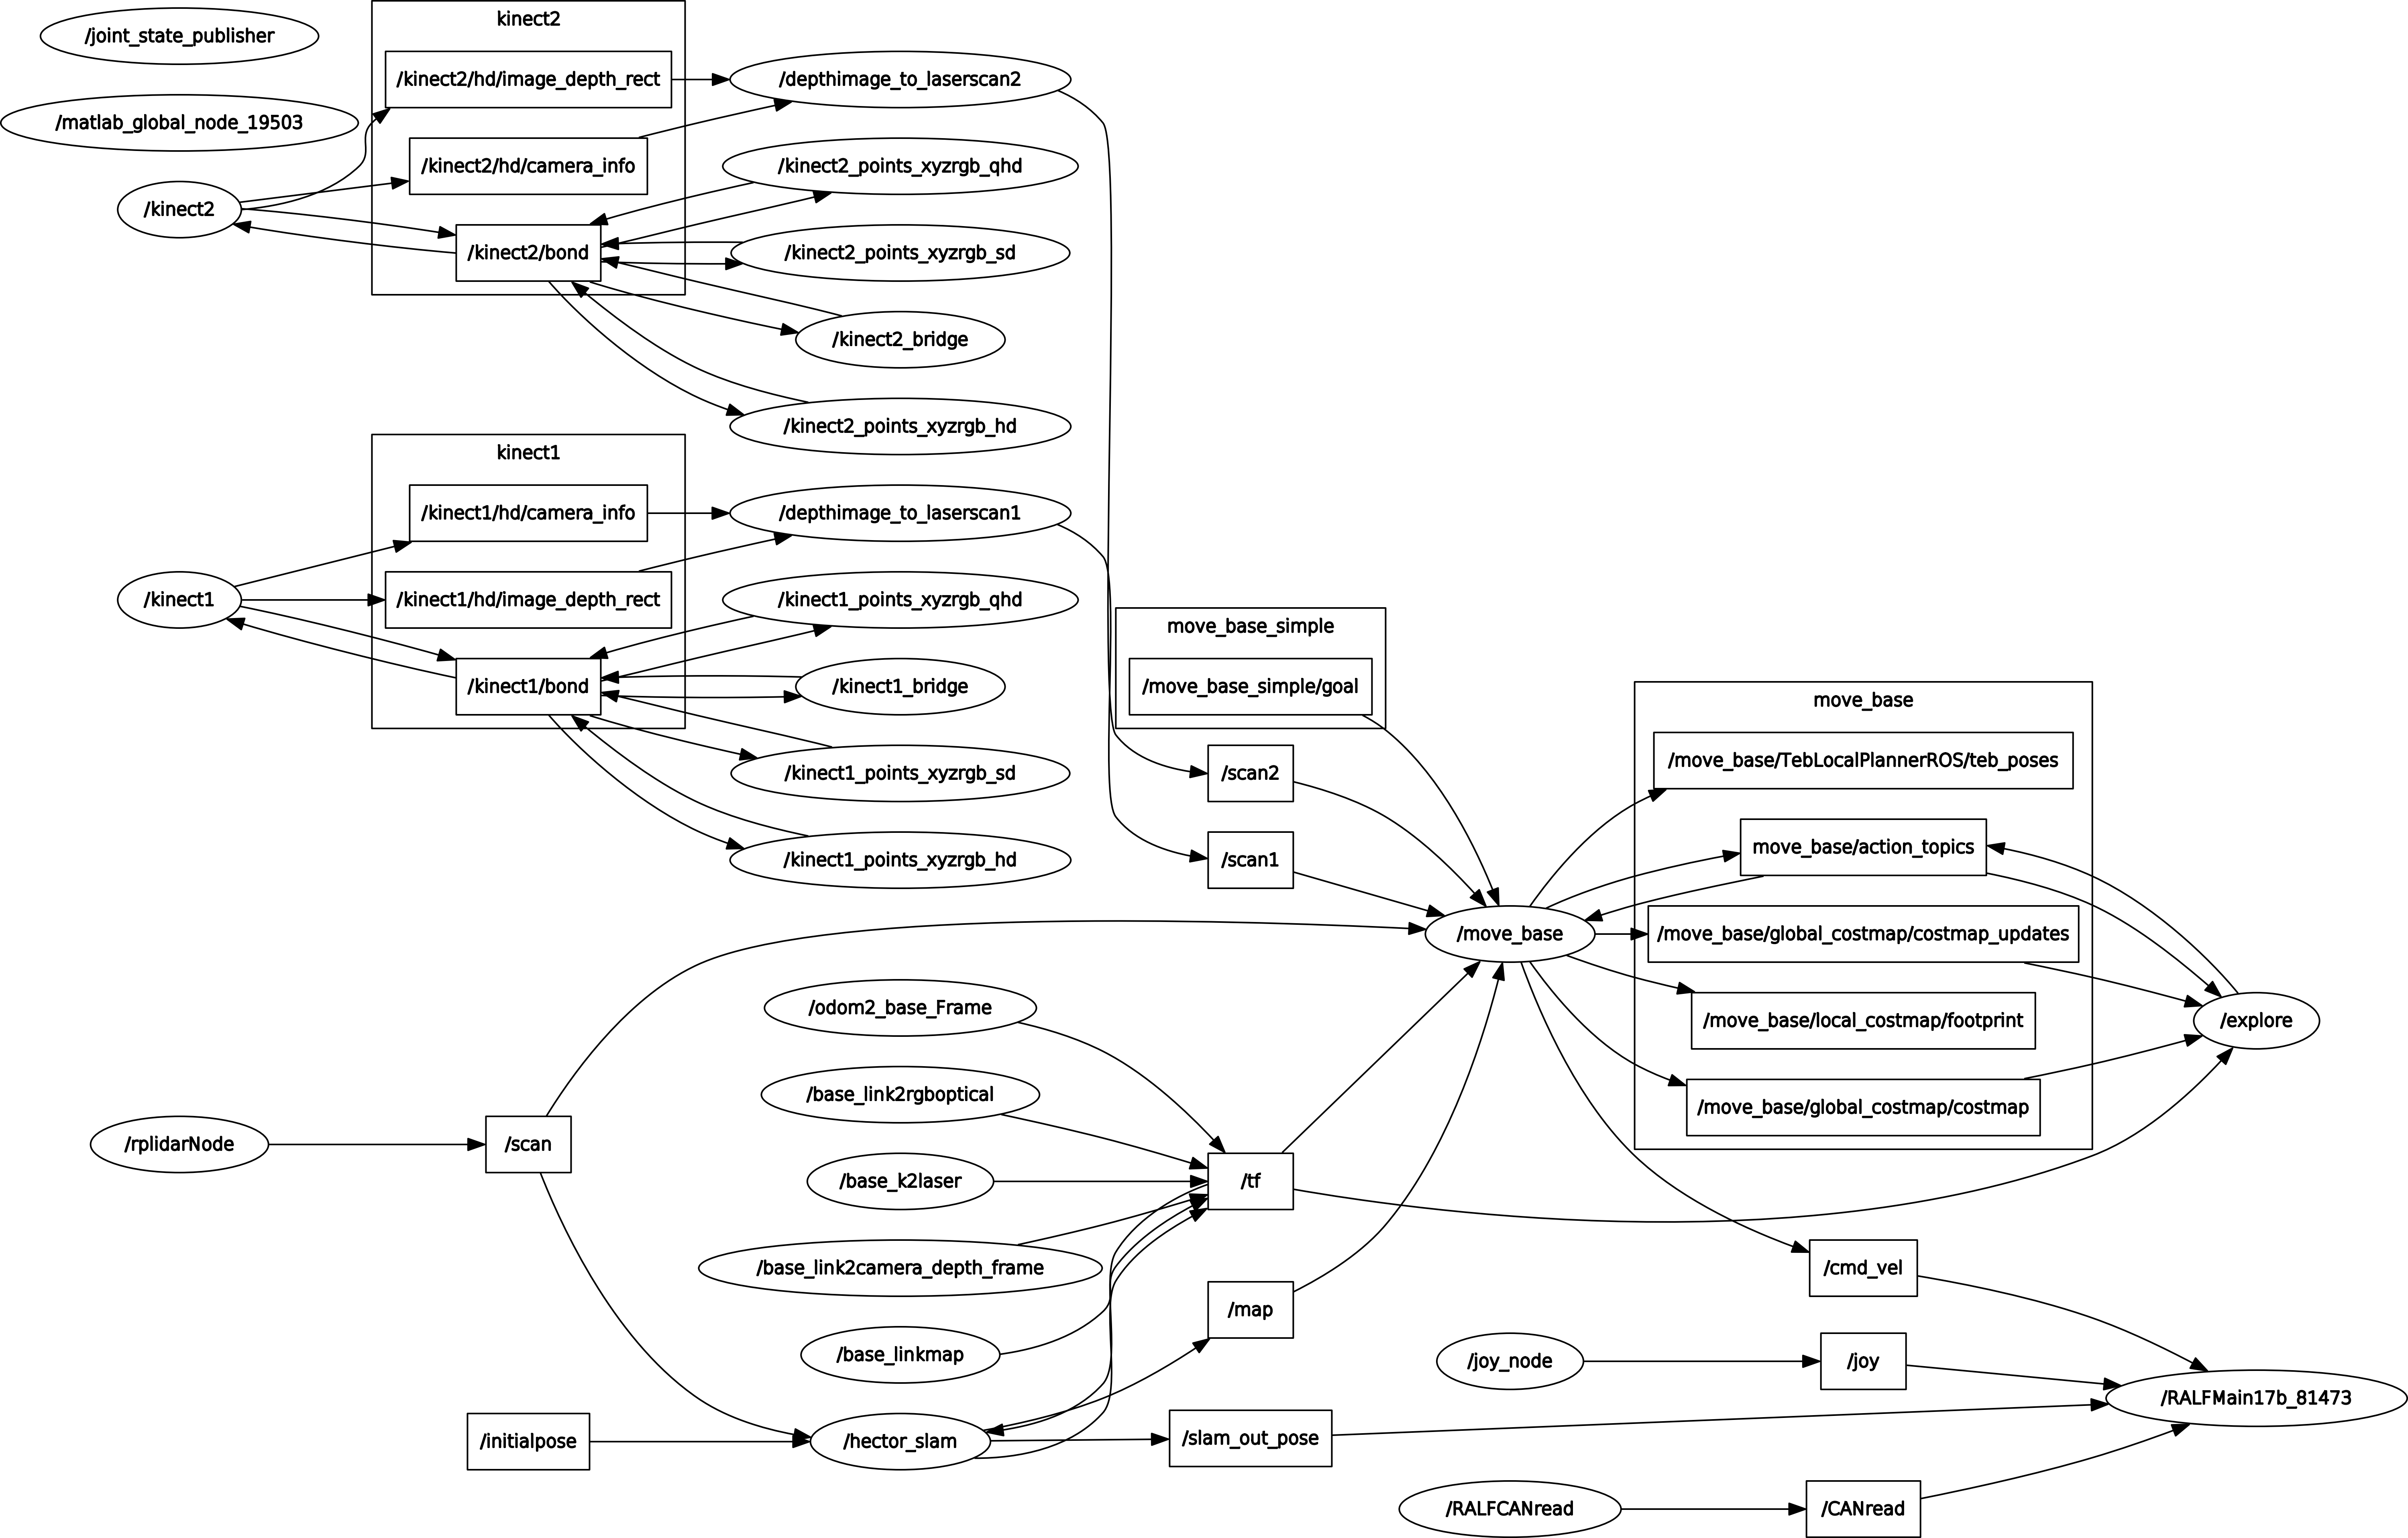 /joint_state_publisher
/matlab_global_node_19503
/kinect2
kinect2
/kinect2/hd/image_depth_rect
/kinect2/hd/camera_info
/kinect2/bond
/depthimage_to_laserscan2
/kinect2_points_xyzrgb_qhd
/kinect2_points_xyzrgb_sd
/kinect2_bridge
/kinect2_points_xyzrgb_hd
/kinect1
kinect1
/kinect1/hd/camera_info
/kinect1/hd/image_depth_rect
/kinect1/bond
/depthimage_to_laserscan1
/kinect1_points_xyzrgb_qhd
/kinect1_bridge
/kinect1_points_xyzrgb_sd
/kinect1_points_xyzrgb_hd
move_base_simple
/move_base_simple/goal
/scan2
/scan1
/move_base
move_base
/move_base/TebLocalPlannerROS/teb_poses
move_base/action_topics
/move_base/global_costmap/costmap_updates
/move_base/local_costmap/footprint
/move_base/global_costmap/costmap
/explore
/rplidarNode
/scan
/initialpose
/odom2_base_Frame
/base_link2rgboptical
/base_k2laser
/base_link2camera_depth_frame
/base_linkmap
/hector_slam
/tf
/map
/slam_out_pose
/cmd_vel
/joy_node
/joy
/RALFMain17b_81473
/RALFCANread
/CANread